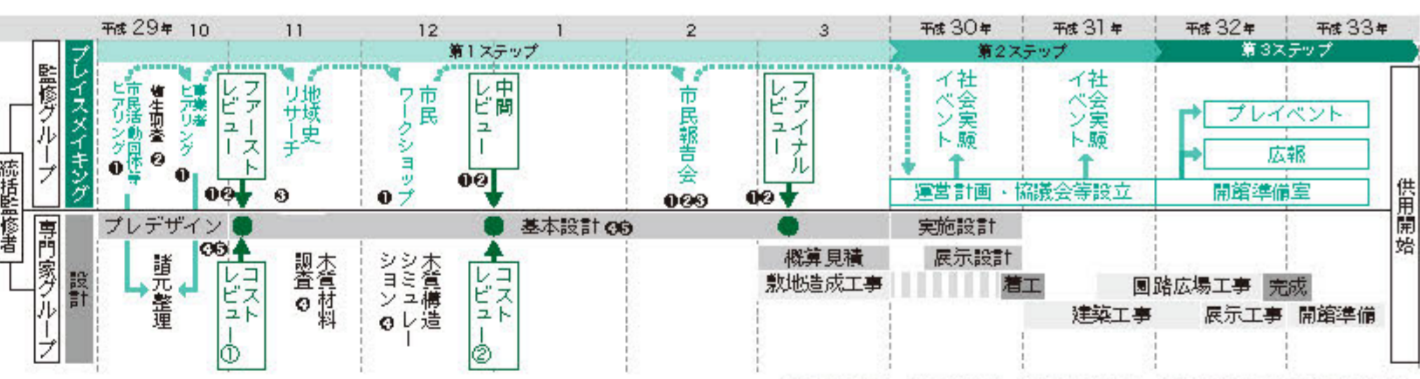 平成 29年 10 11 12 1 2 3 平成 30年 平成 31年 平成 32年 平成 33年
第1ステップ 第2ステップ 第3ステップ
統括監修者
監修グループ
プレイスメイキング
市民活動団体等ヒアリング
❶
❷
事業者ヒアリング
❶
ファーストレビュー
❶❷
地域史リサーチ
❸
市民ワークショップ
❶
中間レビュー
❶❷
市民報告会
❶❷❸
ファイナルレビュー
❶❷
社会実験イベント
社会実験イベント
プレイベント
広報
運営計画・協議会等設立
開館準備室
供用開始
専門家グループ
設計
プレデザイン
❹❺
基本設計 ❹❺
実施設計
諸元整理
コストレビュー①
木質材料調査 ❹
木質構造シミュレーション ❹
コストレビュー②
概算見積
展示設計
敷地造成工事
着工
園路広場工事
完成
建築工事
展示工事
開館準備